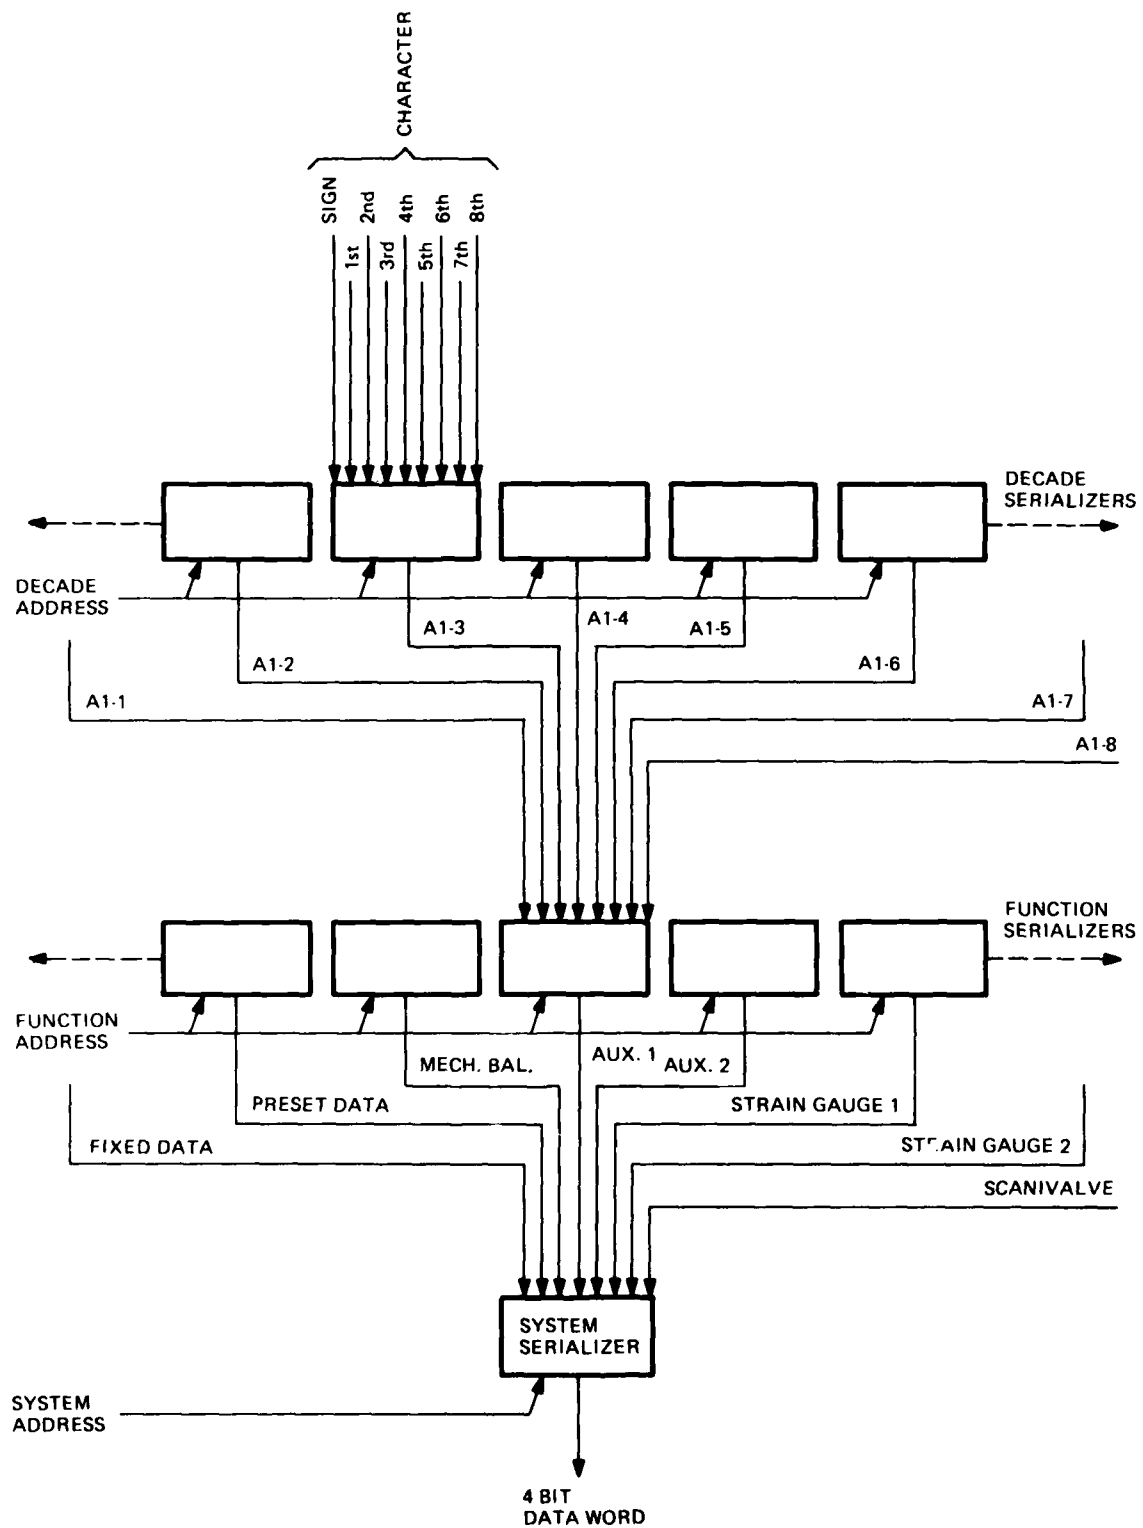 CHARACTER
SIGN
1st
2nd
3rd
4th
5th
6th
7th
8th
DECADE
SERIALIZERS
DECADE
ADDRESS
A1-1
A1-2
A1-3
A1-4
A1-5
A1-6
A1-7
A1-8
FUNCTION
SERIALIZERS
FUNCTION
ADDRESS
FIXED DATA
PRESET DATA
MECH. BAL.
AUX. 1
AUX. 2
STRAIN GAUGE 1
STRAIN GAUGE 2
SCANIVALVE
SYSTEM
SERIALIZER
SYSTEM
ADDRESS
4 BIT
DATA WORD